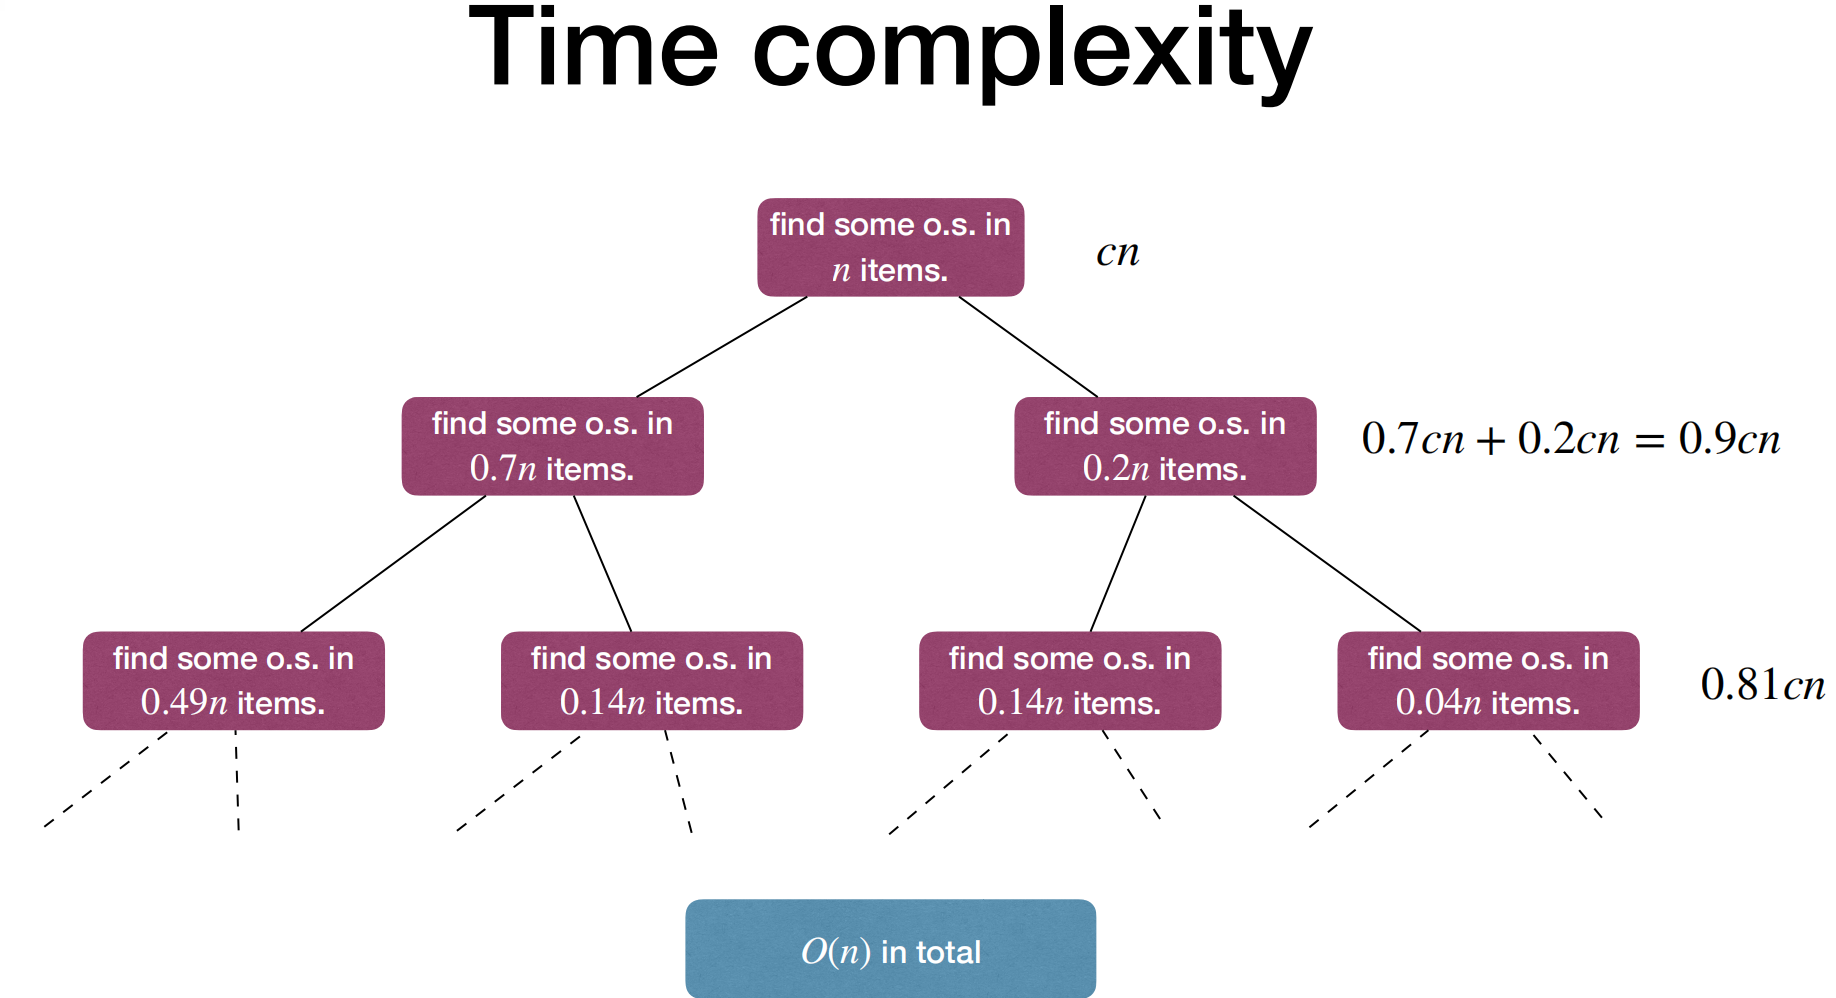 Time complexity
find some o.s. in
n items.
cn
find some o.s. in
0.7n items.
find some o.s. in
0.2n items.
0.7cn + 0.2cn = 0.9cn
find some o.s. in
0.49n items.
find some o.s. in
0.14n items.
find some o.s. in
0.14n items.
find some o.s. in
0.04n items.
0.81cn
O(n) in total